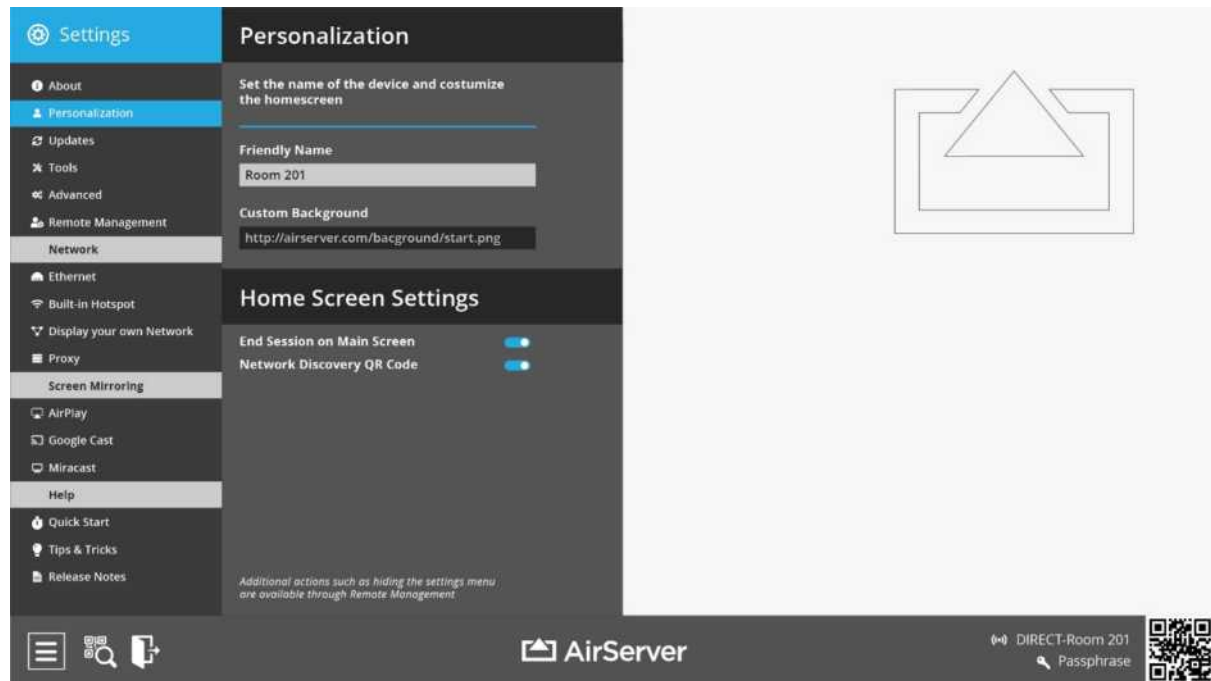 Settings
About
Personalization
Updates
Tools
Advanced
Remote Management
Network
Ethernet
Built-in Hotspot
Display your own Network
Proxy
Screen Mirroring
AirPlay
Google Cast
Miracast
Help
Quick Start
Tips & Tricks
Release Notes
Personalization
Set the name of the device and costumize
the homescreen
Friendly Name
Room 201
Custom Background
http://airserver.com/bacground/start.png
Home Screen Settings
End Session on Main Screen
Network Discovery QR Code
Additional actions such as hiding the settings menu
are available through Remote Management
AirServer
DIRECT-Room 201
Passphrase